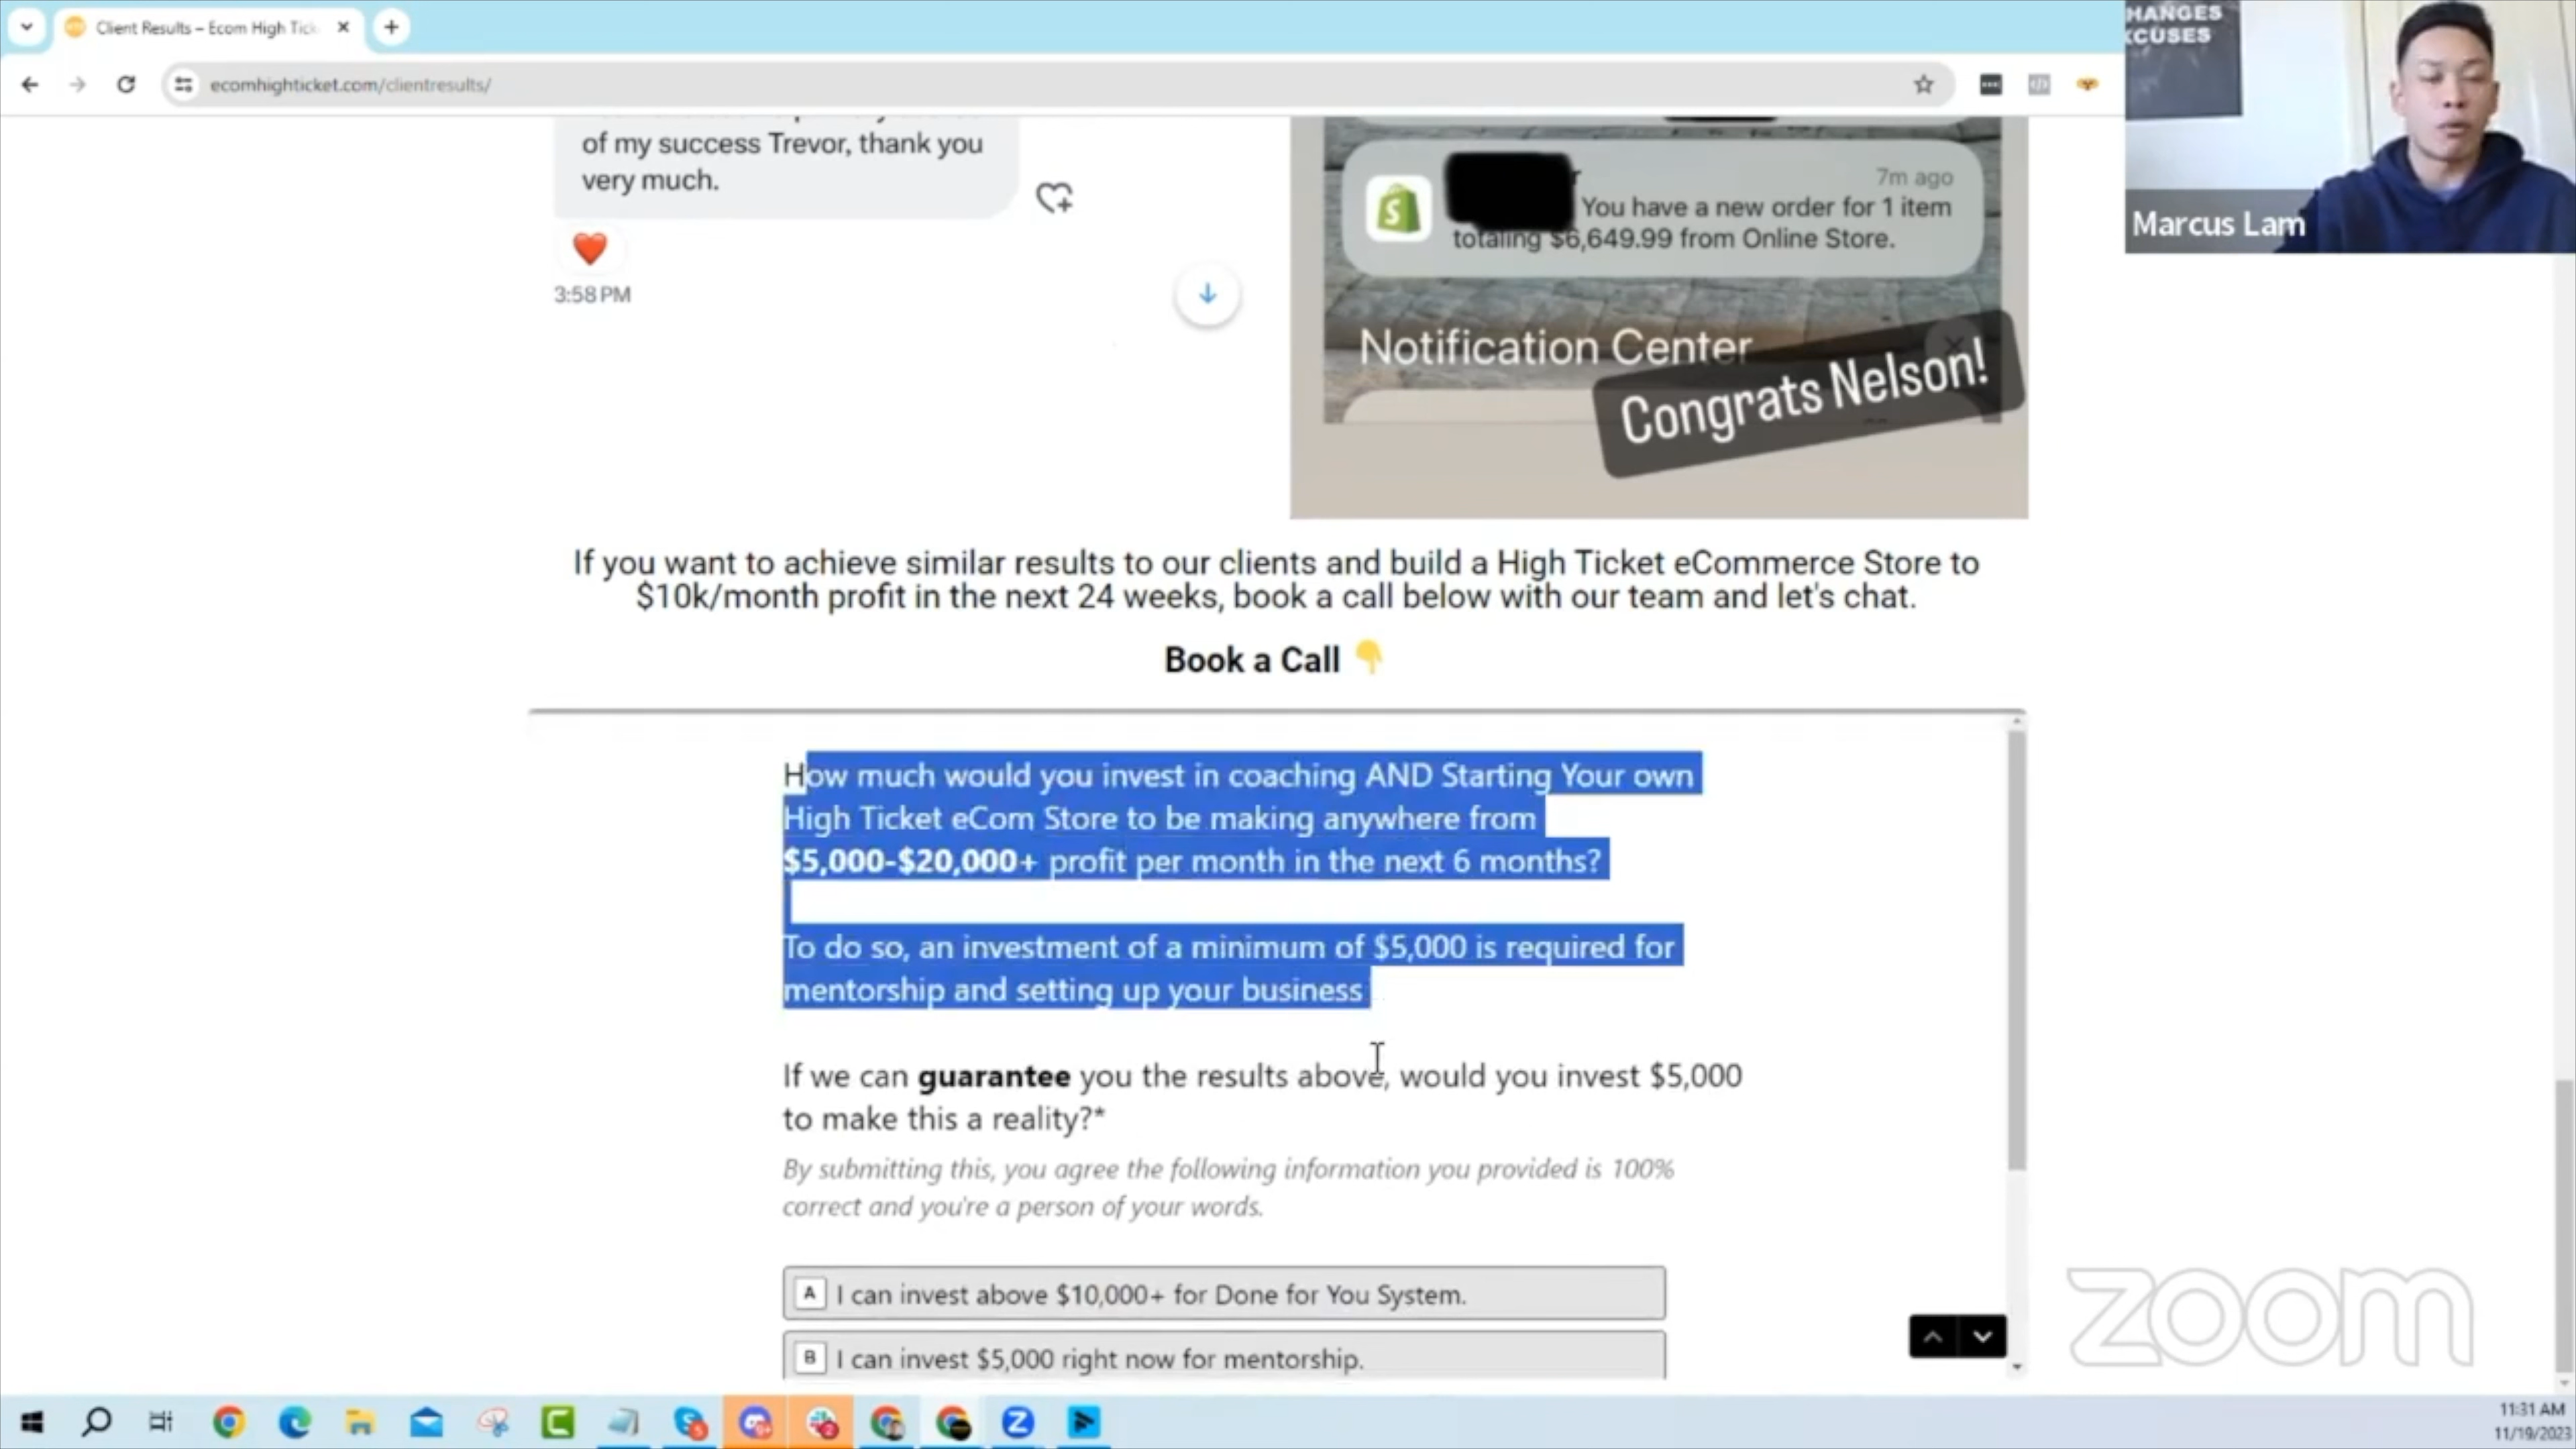 Client Results – Ecom High Tick
ecomhighticket.com/clientresults/
HANGES
XCUSES
Marcus Lam
of my success Trevor, thank you
very much.
3:58 PM
7m ago
You have a new order for 1 item
totaling $6,649.99 from Online Store.
Notification Center
Congrats Nelson!
If you want to achieve similar results to our clients and build a High Ticket eCommerce Store to
$10k/month profit in the next 24 weeks, book a call below with our team and let's chat.
Book a Call 👇
How much would you invest in coaching AND Starting Your own
High Ticket eCom Store to be making anywhere from
$5,000-$20,000+ profit per month in the next 6 months?
To do so, an investment of a minimum of $5,000 is required for
mentorship and setting up your business
If we can guarantee you the results above, would you invest $5,000
to make this a reality?*
By submitting this, you agree the following information you provided is 100%
correct and you're a person of your words.
A I can invest above $10,000+ for Done for You System.
B I can invest $5,000 right now for mentorship.
zoom
11:31 AM
11/19/2023